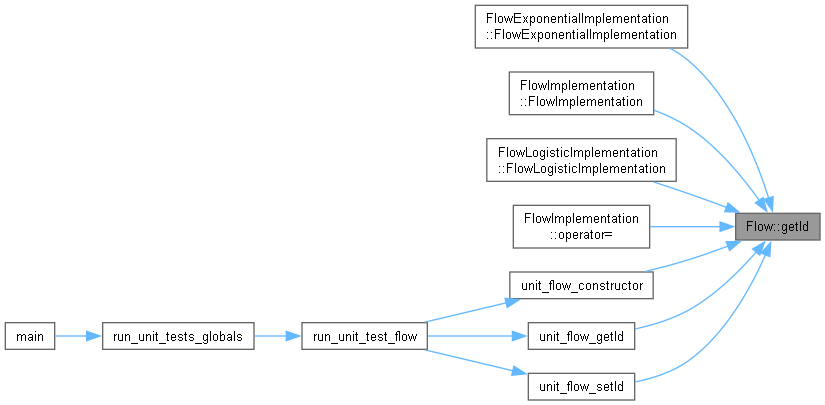 FlowExponentialImplementation
::FlowExponentialImplementation
FlowImplementation
::FlowImplementation
FlowLogisticImplementation
::FlowLogisticImplementation
FlowImplementation
::operator=
Flow::getId
unit_flow_constructor
main
run_unit_tests_globals
run_unit_test_flow
unit_flow_getId
unit_flow_setId